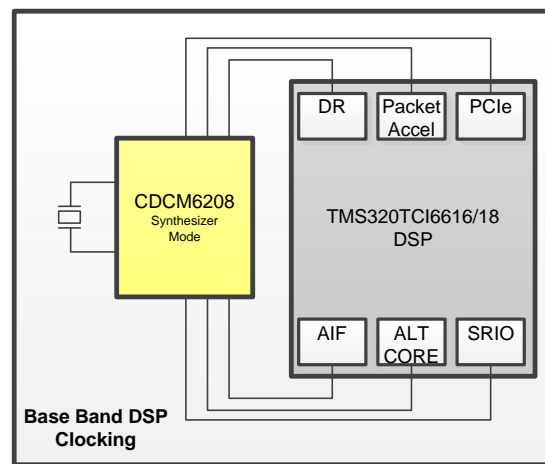 DR
Packet
Accel
PCIe
CDCM6208
Synthesizer
Mode
TMS320TCI6616/18
DSP
AIF
ALT
CORE
SRIO
Base Band DSP
Clocking